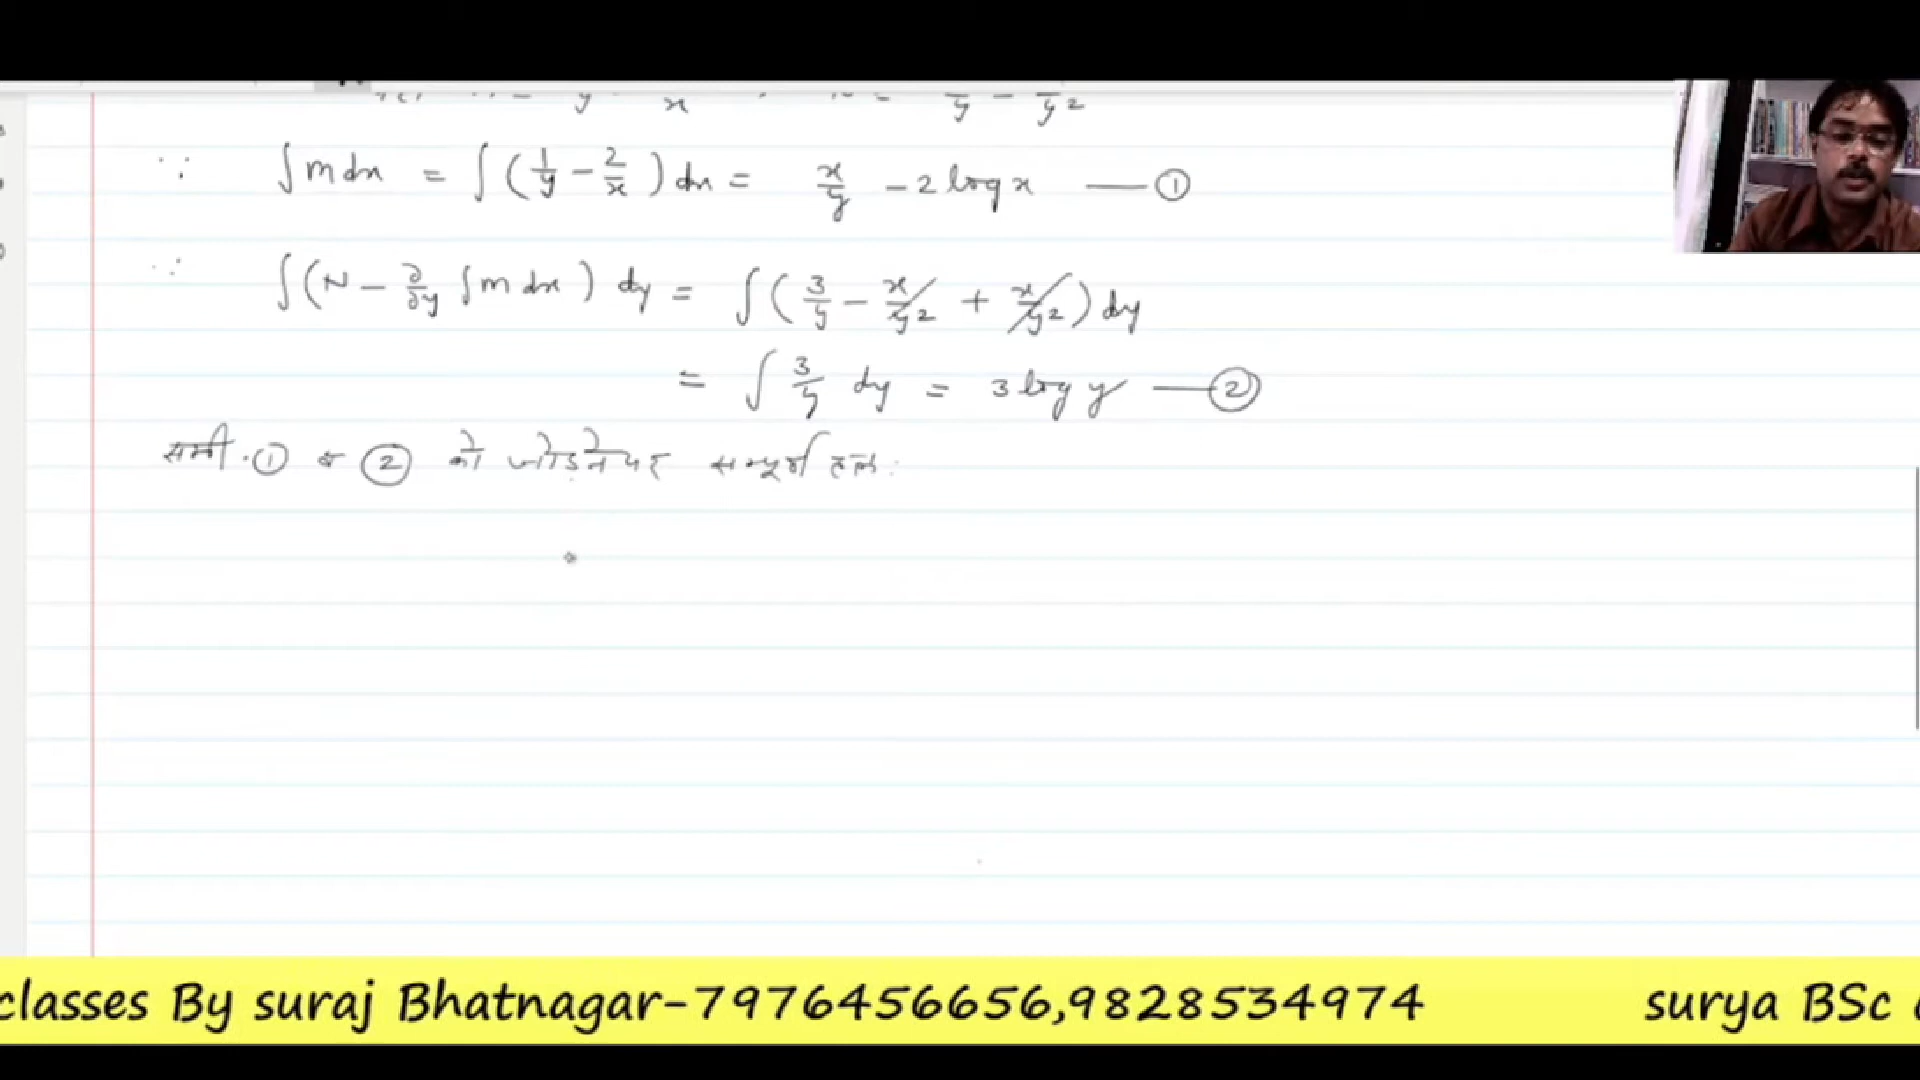 ∵ ∫mdx = ∫(1/y - 2/x)dx = x/y - 2 log x —— ①
∵ ∫(N - ∂/∂y ∫m dx) dy = ∫(3/y - x/y² + x/y²) dy
= ∫ 3/y dy = 3 log y —— ②
समी. ① व ② को जोड़ने पर सम्पूर्ण हल:
classes By suraj Bhatnagar-7976456656,9828534974 surya BSc